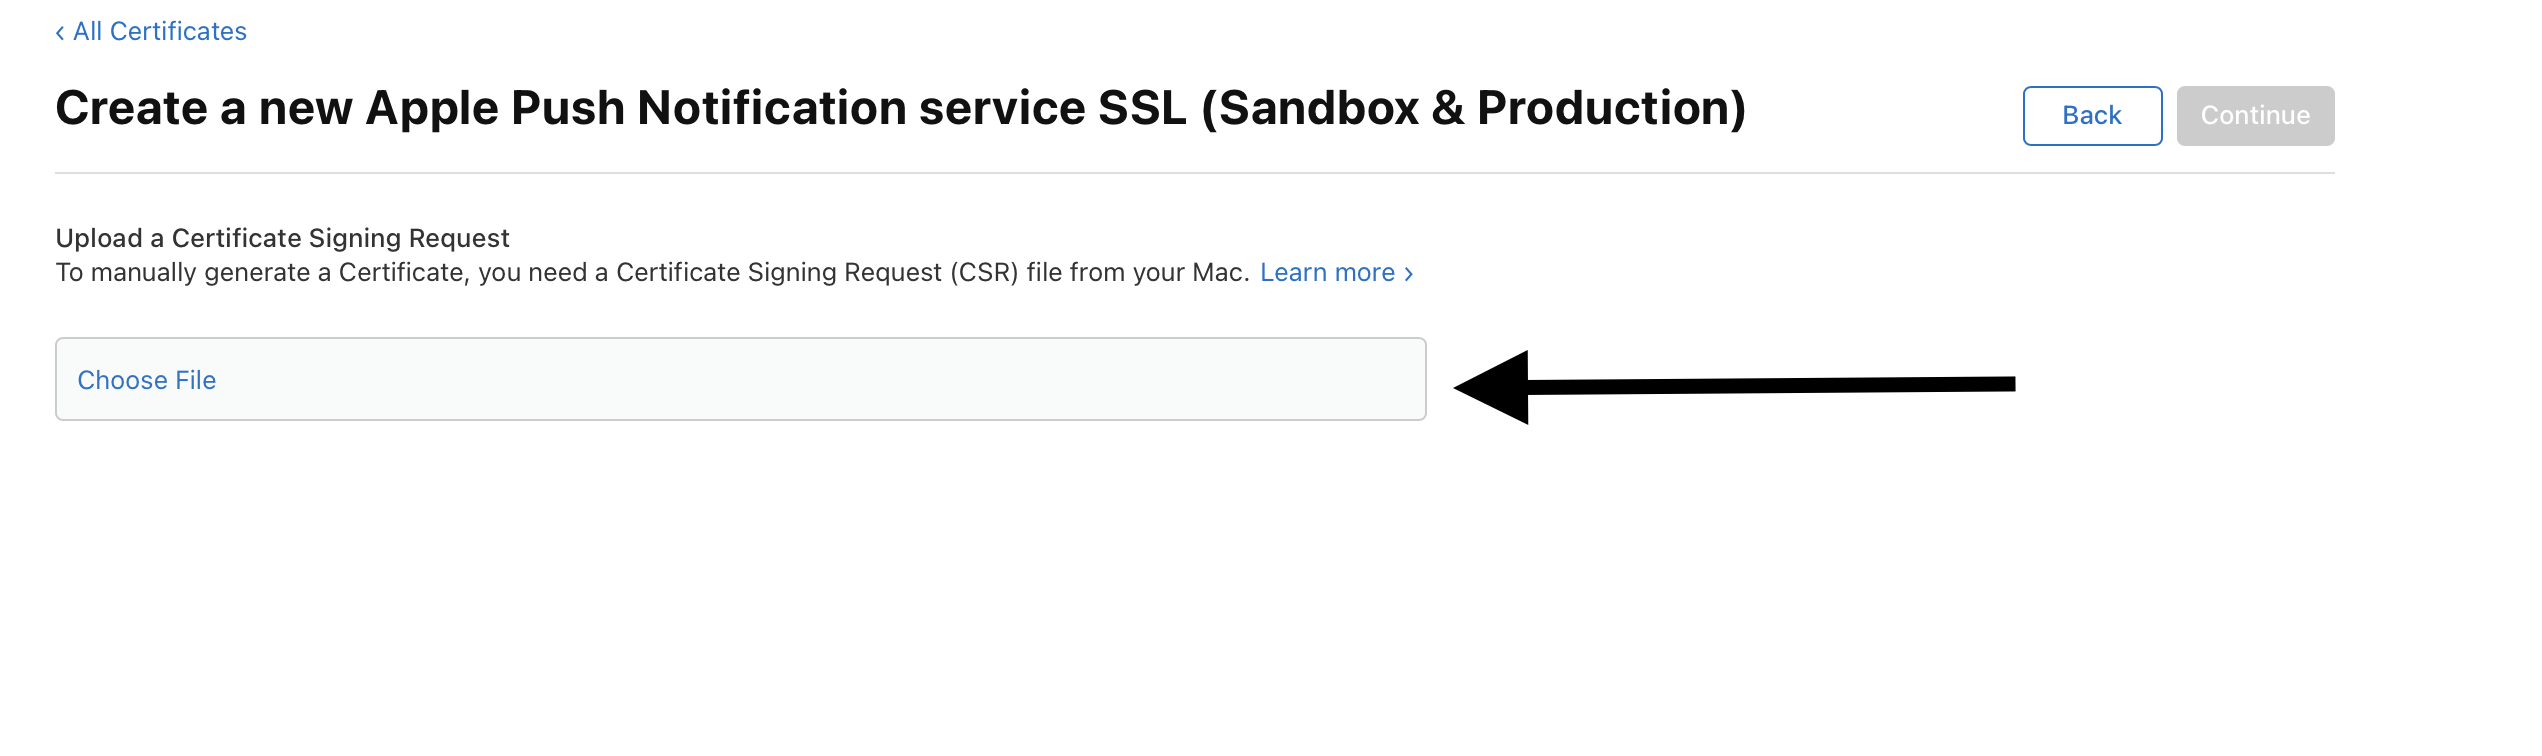 ‹ All Certificates
Create a new Apple Push Notification service SSL (Sandbox & Production)
Back
Continue
Upload a Certificate Signing Request
To manually generate a Certificate, you need a Certificate Signing Request (CSR) file from your Mac. Learn more ›
Choose File